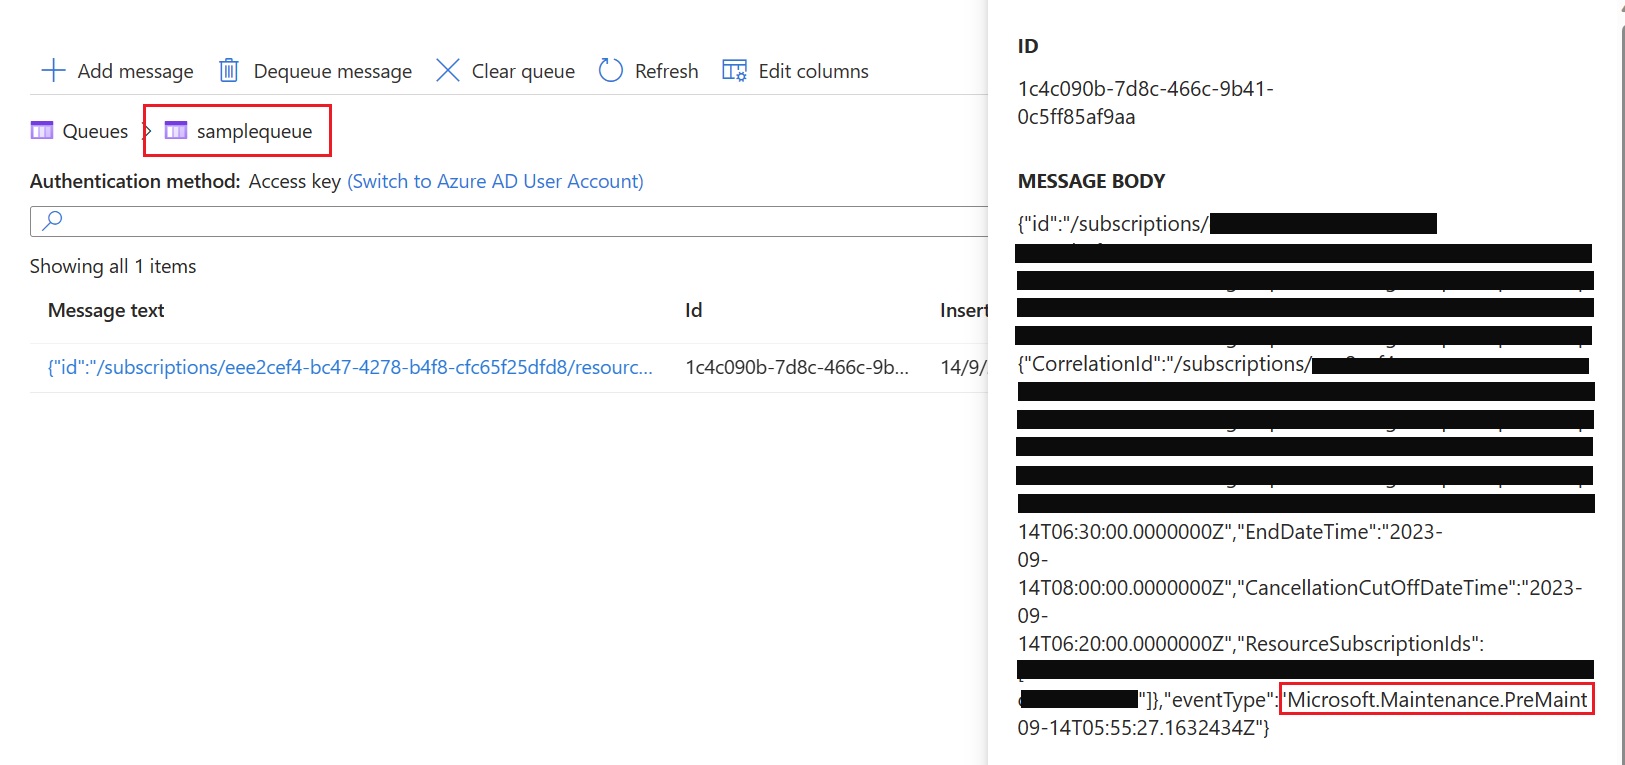 Add message Dequeue message Clear queue Refresh Edit columns
Queues > samplequeue
Authentication method: Access key (Switch to Azure AD User Account)
Showing all 1 items
Message text Id Insert
{"id":"/subscriptions/eee2cef4-bc47-4278-b4f8-cfc65f25dfd8/resourc... 1c4c090b-7d8c-466c-9b... 14/9/
ID
1c4c090b-7d8c-466c-9b41-
0c5ff85af9aa
MESSAGE BODY
{"id":"/subscriptions/
{"CorrelationId":"/subscriptions/
14T06:30:00.0000000Z","EndDateTime":"2023-
09-
14T08:00:00.0000000Z","CancellationCutOffDateTime":"2023-
09-
14T06:20:00.0000000Z","ResourceSubscriptionIds":
"]},"eventType":"Microsoft.Maintenance.PreMaint
09-14T05:55:27.1632434Z"}